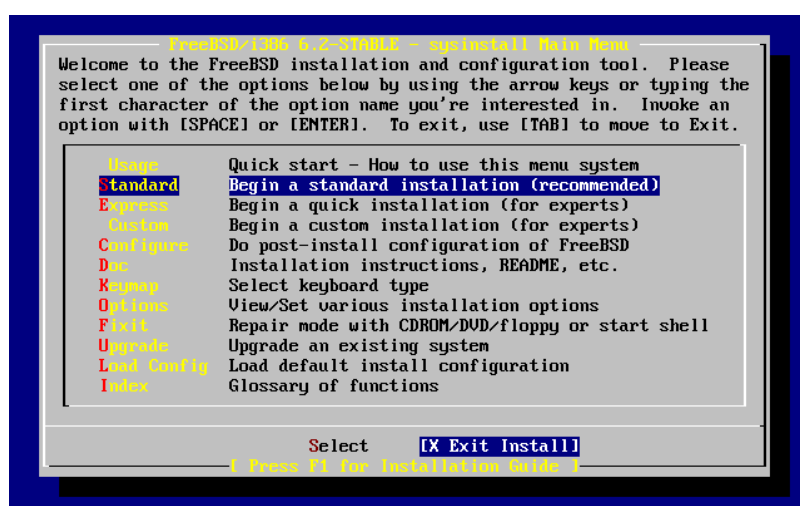 FreeBSD/i386 6.2-STABLE - sysinstall Main Menu
Welcome to the FreeBSD installation and configuration tool.  Please
select one of the options below by using the arrow keys or typing the
first character of the option name you're interested in.  Invoke an
option with [SPACE] or [ENTER].  To exit, use [TAB] to move to Exit.
Usage Quick start - How to use this menu system
Standard Begin a standard installation (recommended)
Express Begin a quick installation (for experts)
Custom Begin a custom installation (for experts)
Configure Do post-install configuration of FreeBSD
Doc Installation instructions, README, etc.
Keymap Select keyboard type
Options View/Set various installation options
Fixit Repair mode with CDROM/DVD/floppy or start shell
Upgrade Upgrade an existing system
Load Config Load default install configuration
Index Glossary of functions
Select [X Exit Install]
[ Press F1 for Installation Guide ]